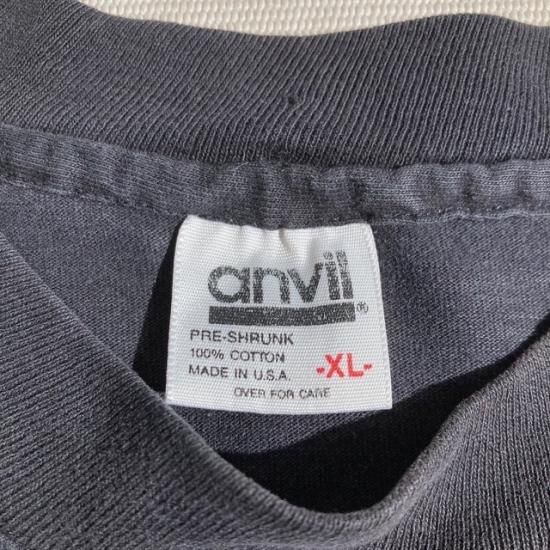 anvil®
PRE-SHRUNK
100% COTTON
MADE IN U.S.A.
-XL-
OVER FOR CARE